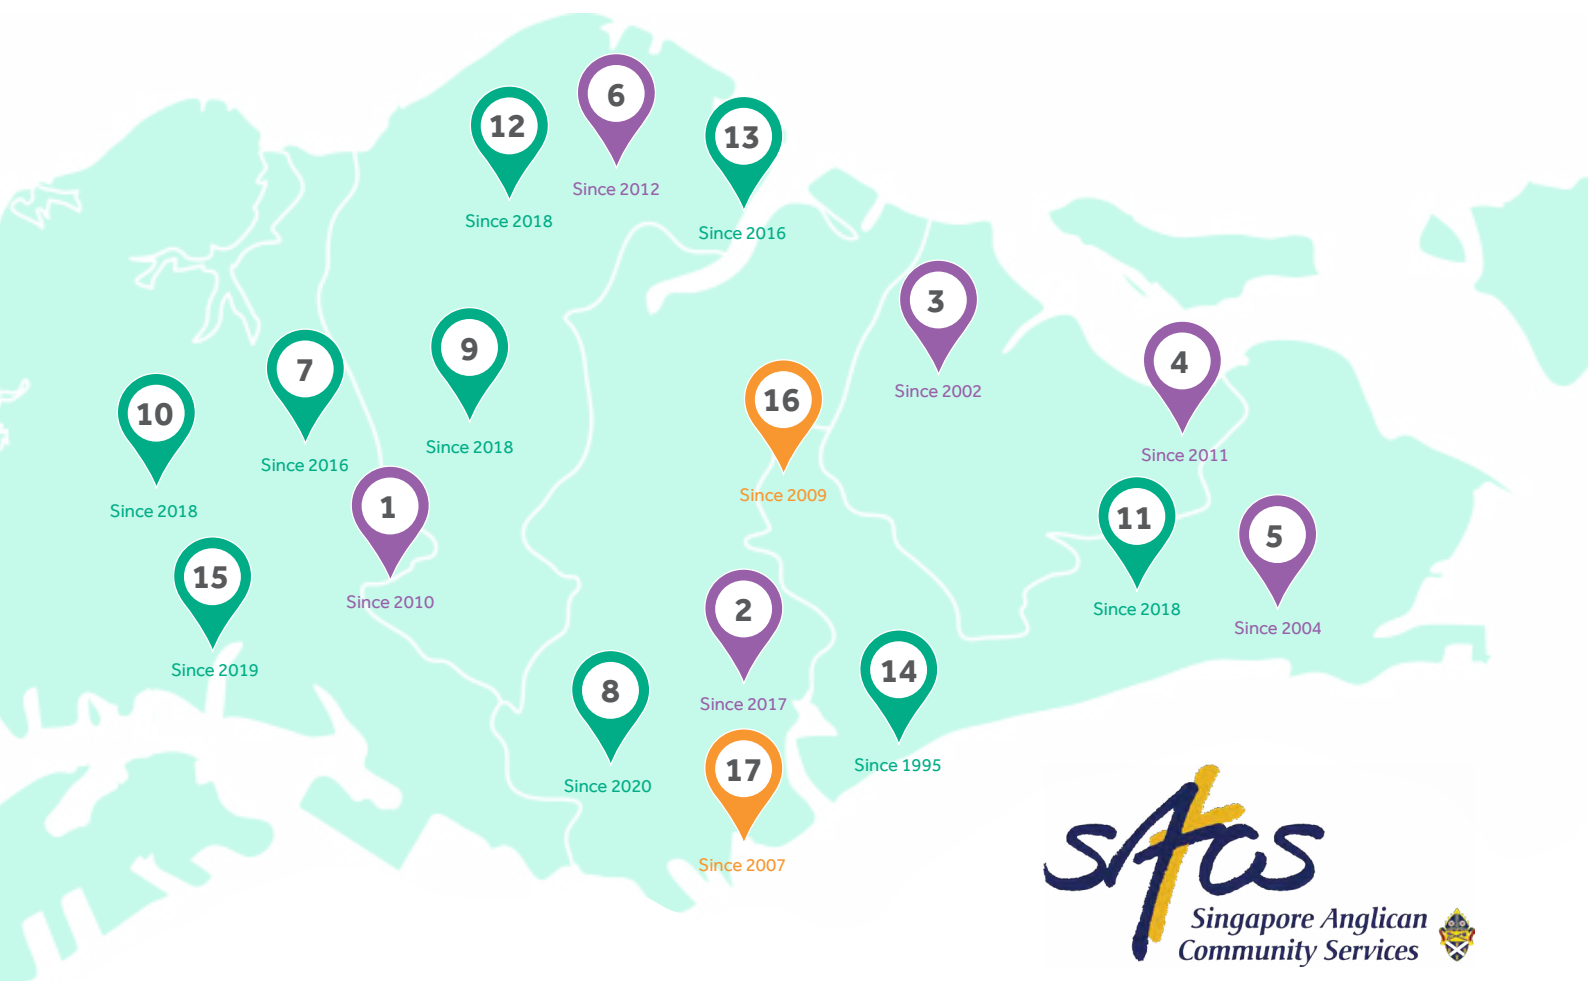 6
Since 2012
12
Since 2018
13
Since 2016
3
Since 2002
9
Since 2018
4
Since 2011
7
Since 2016
16
Since 2009
10
Since 2018
1
Since 2010
11
Since 2018
5
Since 2004
15
Since 2019
2
Since 2017
14
Since 1995
8
Since 2020
17
Since 2007
SACS
Singapore Anglican
Community Services